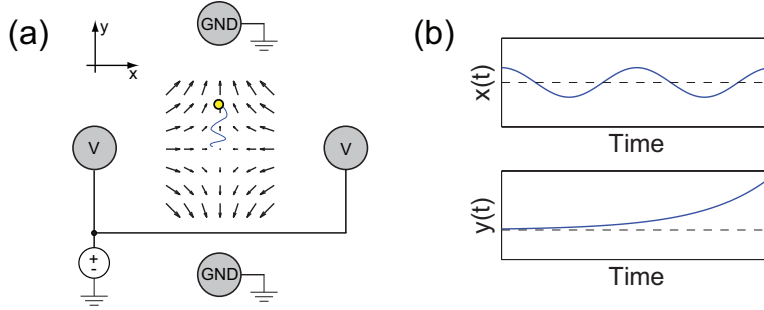 (a)
y
x
GND
V
V
+
-
GND
(b)
x(t)
Time
y(t)
Time